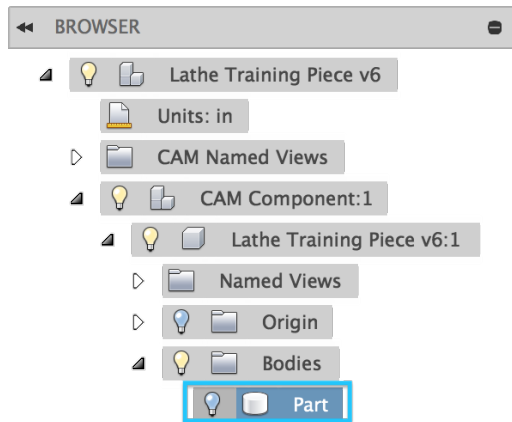 BROWSER
Lathe Training Piece v6
Units: in
CAM Named Views
CAM Component:1
Lathe Training Piece v6:1
Named Views
Origin
Bodies
Part